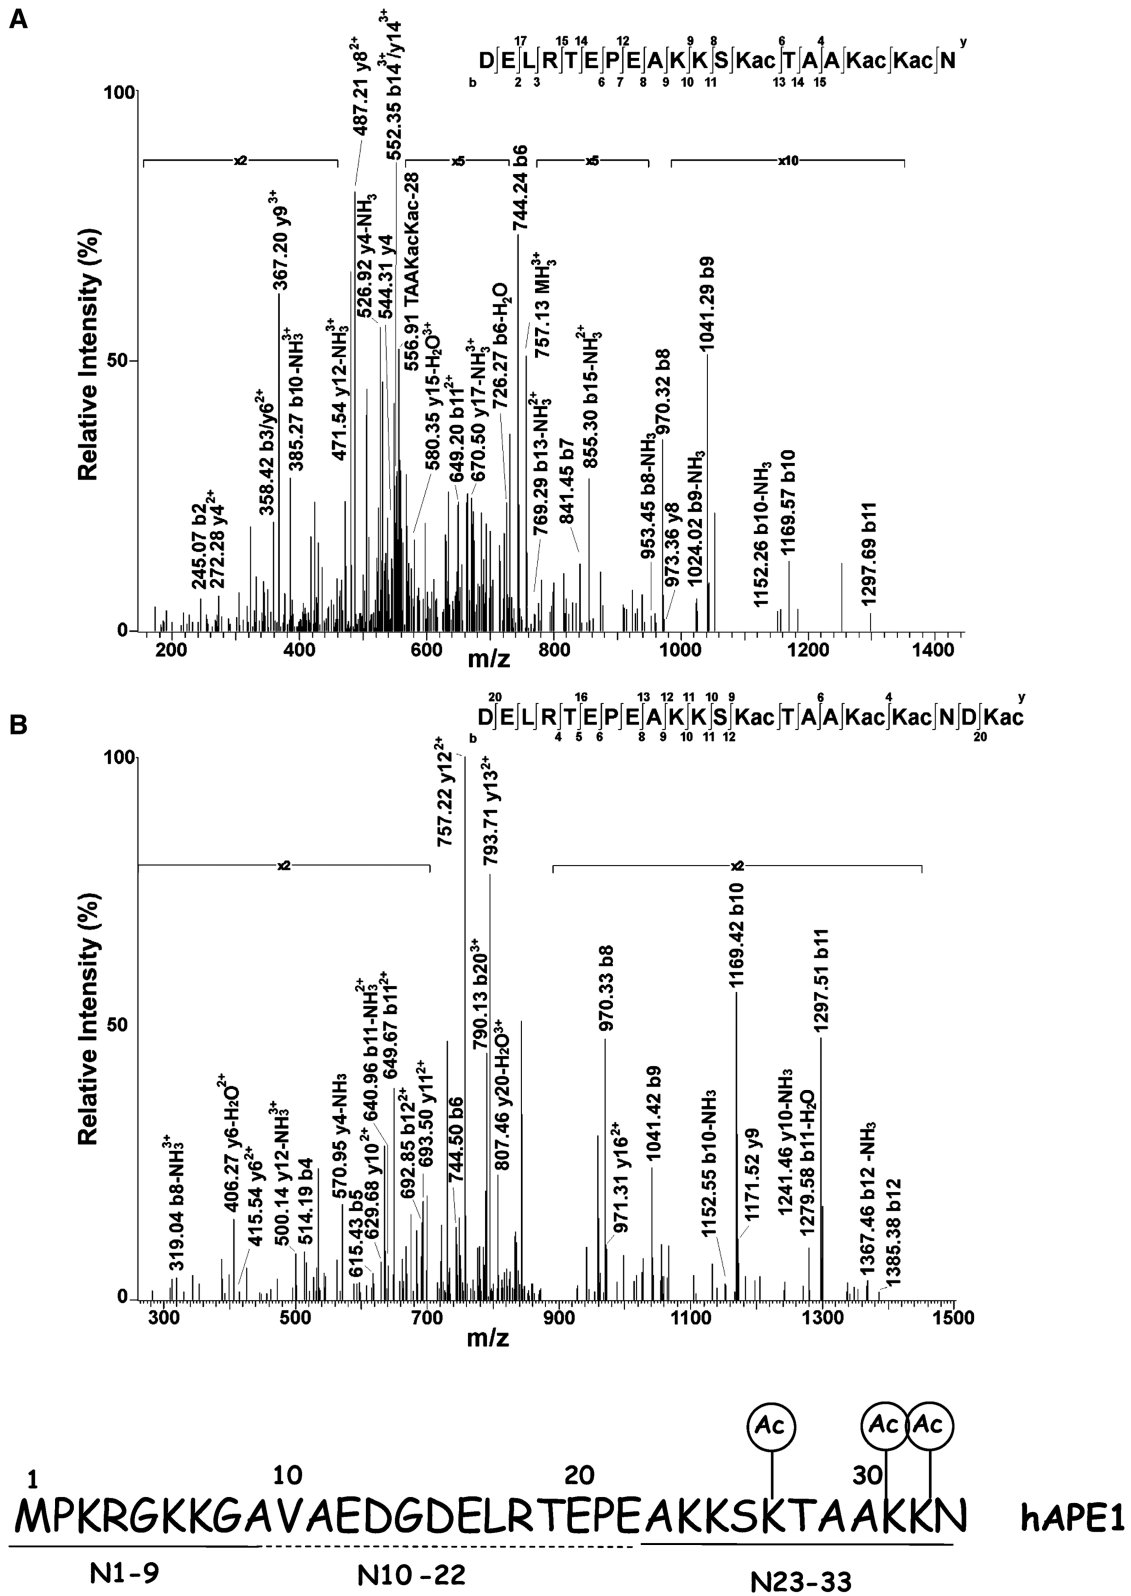 A
17 15 14 12 9 8 6 4 y
DELRTEPEAKKSKacTAAKacKacN
b 2 3 6 7 8 9 10 11 13 14 15
Relative Intensity (%)
100
50
0
x2
x5
x5
x10
245.07 b2
272.28 y4²⁺
358.42 b3/y6²⁺
367.20 y9³⁺
385.27 b10-NH₃³⁺
471.54 y12-NH₃³⁺
487.21 y8²⁺
526.92 y4-NH₃
544.31 y4
552.35 b14³⁺/y14³⁺
556.91 TAAKacKac-28
580.35 y15-H₂O³⁺
649.20 b11²⁺
670.50 y17-NH₃³⁺
726.27 b6-H₂O
744.24 b6
757.13 MH₃³⁺
769.29 b13-NH₃²⁺
841.45 b7
855.30 b15-NH₃²⁺
953.45 b8-NH₃
970.32 b8
973.36 y8
1024.02 b9-NH₃
1041.29 b9
1152.26 b10-NH₃
1169.57 b10
1297.69 b11
200 400 600 800 1000 1200 1400
m/z
B
20 16 13 12 11 10 9 6 4 y
DELRTEPEAKKSKacTAAKacKacNDKac
b 4 5 6 8 9 10 11 12 20
Relative Intensity (%)
100
50
0
x2
x2
319.04 b8-NH₃³⁺
406.27 y6-H₂O²⁺
415.54 y6²⁺
500.14 y12-NH₃³⁺
514.19 b4
570.95 y4-NH₃
615.43 b5
629.68 y10²⁺
640.96 b11-NH₃²⁺
649.67 b11²⁺
692.85 b12²⁺
693.50 y11²⁺
744.50 b6
757.22 y12²⁺
790.13 b20³⁺
793.71 y13²⁺
807.46 y20-H₂O³⁺
970.33 b8
971.31 y16²⁺
1041.42 b9
1152.55 b10-NH₃
1169.42 b10
1171.52 y9
1241.46 y10-NH₃
1279.58 b11-H₂O
1297.51 b11
1367.46 b12 -NH₃
1385.38 b12
300 500 700 900 1100 1300 1500
m/z
Ac Ac Ac
1 10 20 30
MPKRGKKGAVAEDGDELRTEPEAKKSKTAAKKN hAPE1
N1-9 N10 -22 N23-33